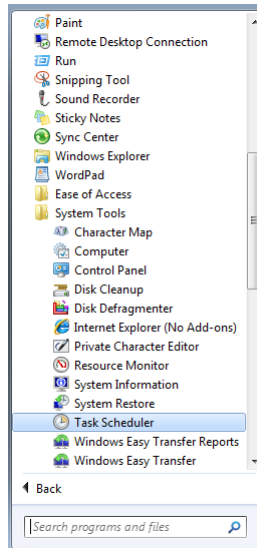 Paint
Remote Desktop Connection
Run
Snipping Tool
Sound Recorder
Sticky Notes
Sync Center
Windows Explorer
WordPad
Ease of Access
System Tools
Character Map
Computer
Control Panel
Disk Cleanup
Disk Defragmenter
Internet Explorer (No Add-ons)
Private Character Editor
Resource Monitor
System Information
System Restore
Task Scheduler
Windows Easy Transfer Reports
Windows Easy Transfer
Back
Search programs and files